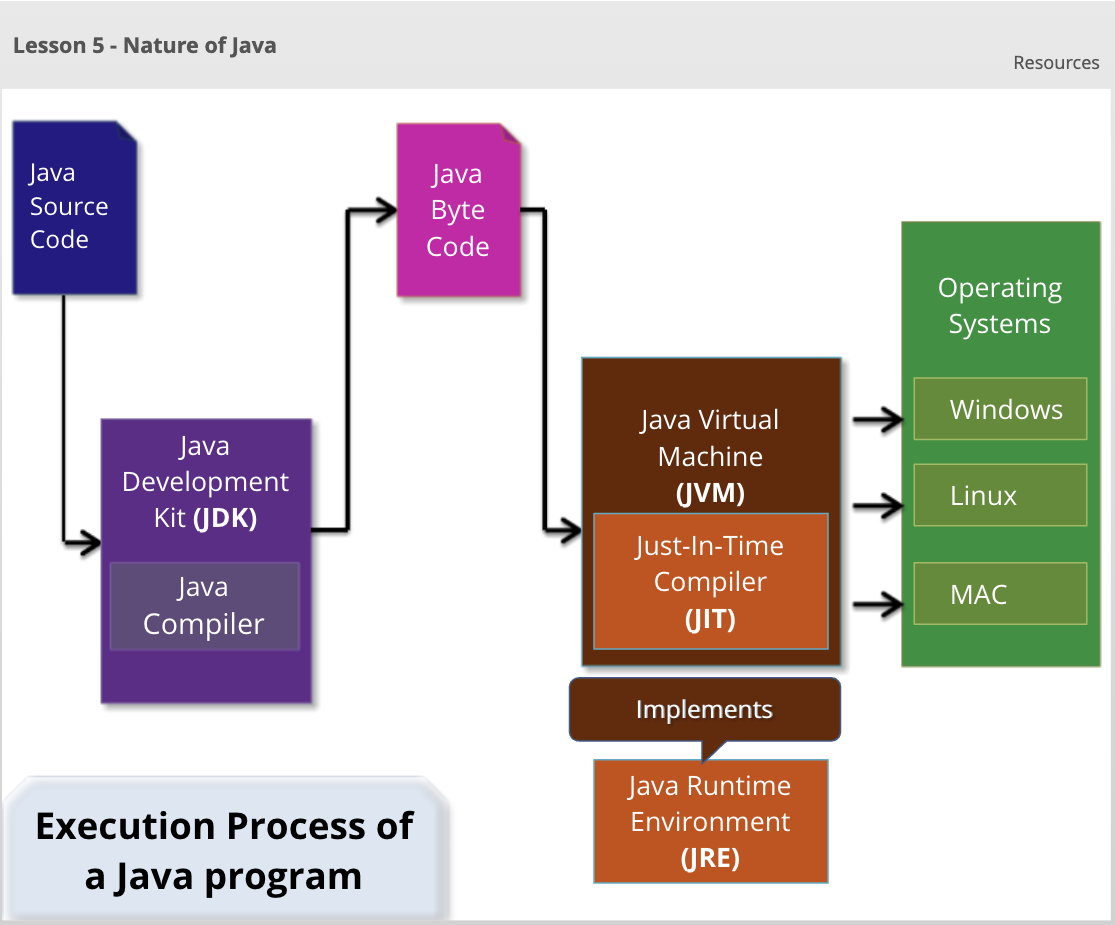 Lesson 5 - Nature of Java
Resources
Java
Source
Code
Java
Byte
Code
Java
Development
Kit (JDK)
Java
Compiler
Java Virtual
Machine
(JVM)
Just-In-Time
Compiler
(JIT)
Operating
Systems
Windows
Linux
MAC
Implements
Java Runtime
Environment
(JRE)
Execution Process of
a Java program